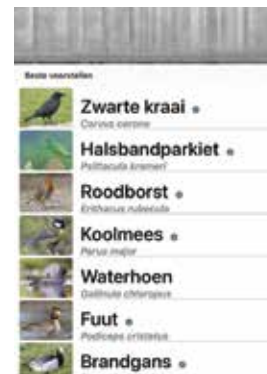 Beste voorstellen
Zwarte kraai
Corvus corone
Halsbandparkiet
Psittacula krameri
Roodborst
Erithacus rubecula
Koolmees
Parus major
Waterhoen
Gallinula chloropus
Fuut
Podiceps cristatus
Brandgans